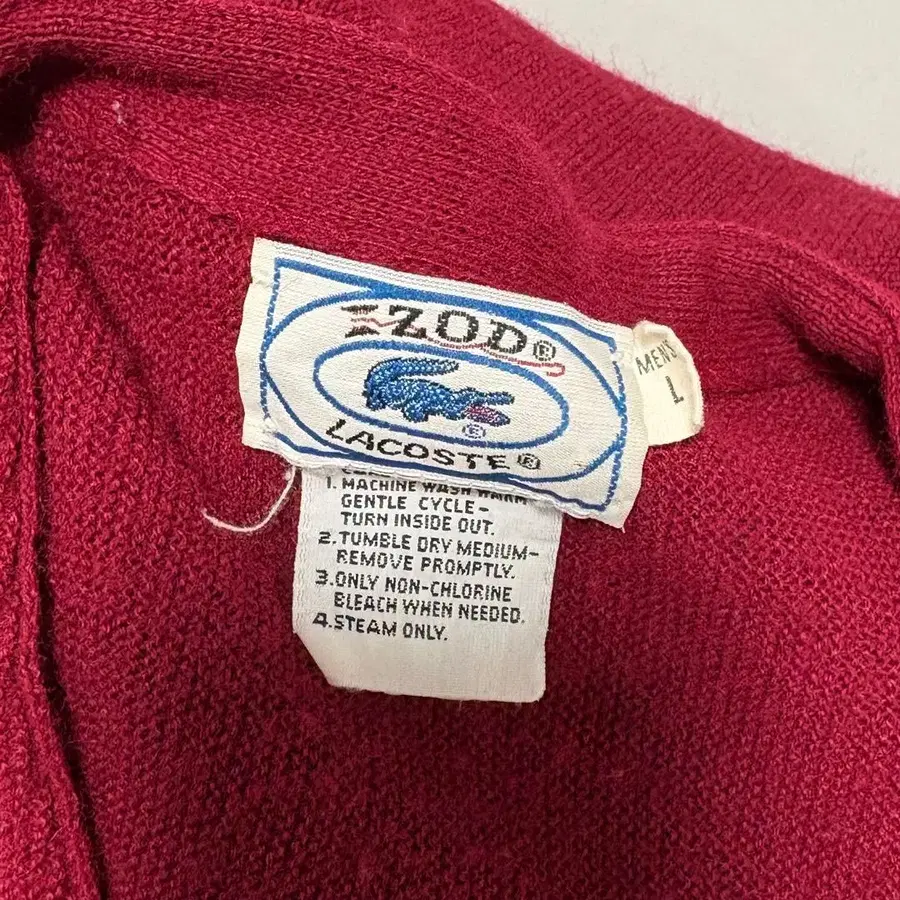 IZOD®
®
LACOSTE®
MEN'S
L
1. MACHINE WASH WARM
GENTLE CYCLE-
TURN INSIDE OUT.
2. TUMBLE DRY MEDIUM-
REMOVE PROMPTLY.
3. ONLY NON-CHLORINE
BLEACH WHEN NEEDED.
4. STEAM ONLY.